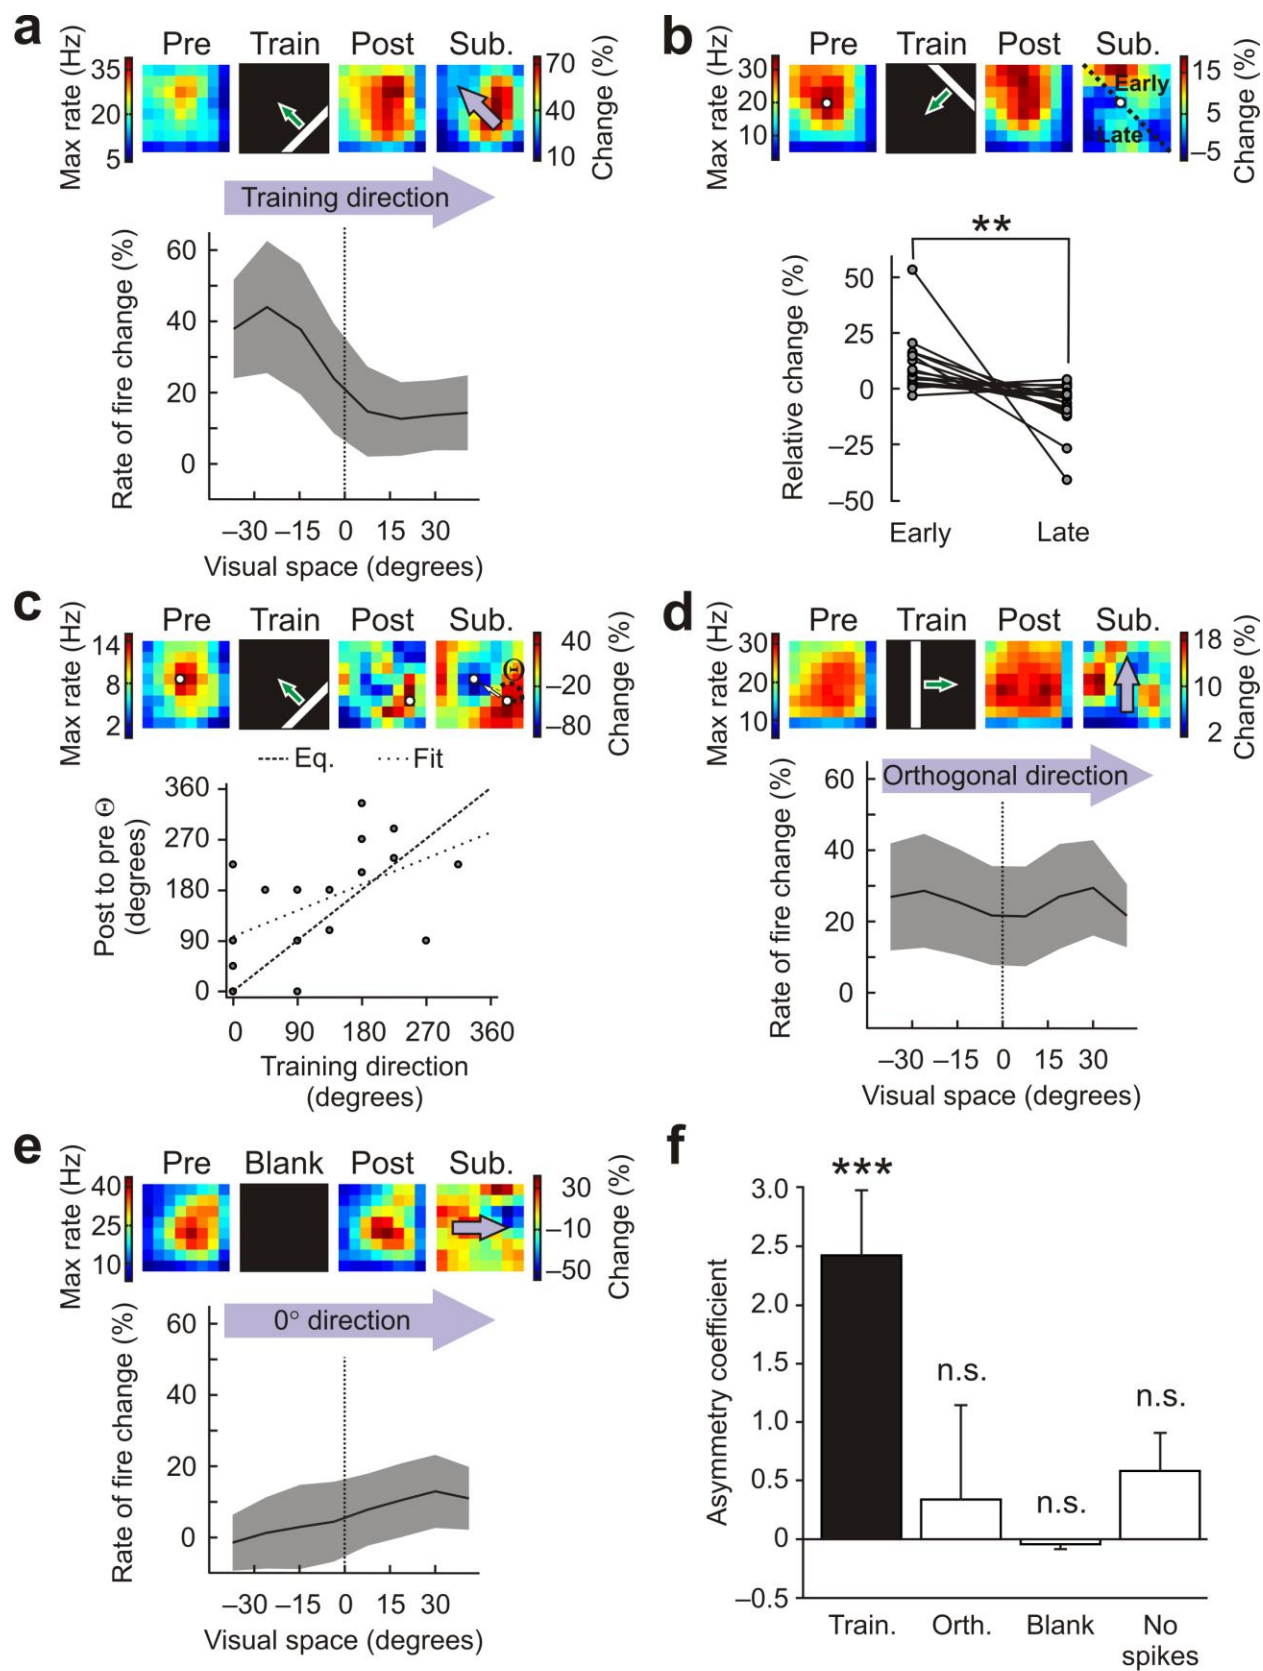 a
Pre Train Post Sub.
Max rate (Hz)
35
20
5
70
40
10
Change (%)
Training direction
Rate of fire change (%)
60
40
20
0
–30 –15 0 15 30
Visual space (degrees)
b
Pre Train Post Sub.
Max rate (Hz)
30
20
10
Early
Late
15
5
–5
Change (%)
**
Relative change (%)
50
25
0
–25
–50
Early Late
c
Pre Train Post Sub.
Max rate (Hz)
14
8
2
Θ
40
–20
–80
Change (%)
Eq. Fit
Post to pre Θ
(degrees)
360
270
180
90
0
0 90 180 270 360
Training direction
(degrees)
d
Pre Train Post Sub.
Max rate (Hz)
30
20
10
18
10
2
Change (%)
Orthogonal direction
Rate of fire change (%)
60
40
20
0
–30 –15 0 15 30
Visual space (degrees)
e
Pre Blank Post Sub.
Max rate (Hz)
40
25
10
30
–10
–50
Change (%)
0° direction
Rate of fire change (%)
60
40
20
0
–30 –15 0 15 30
Visual space (degrees)
f
Asymmetry coefficient
3.0
2.5
2.0
1.5
1.0
0.5
0
–0.5
***
n.s.
n.s.
n.s.
Train. Orth. Blank No
spikes